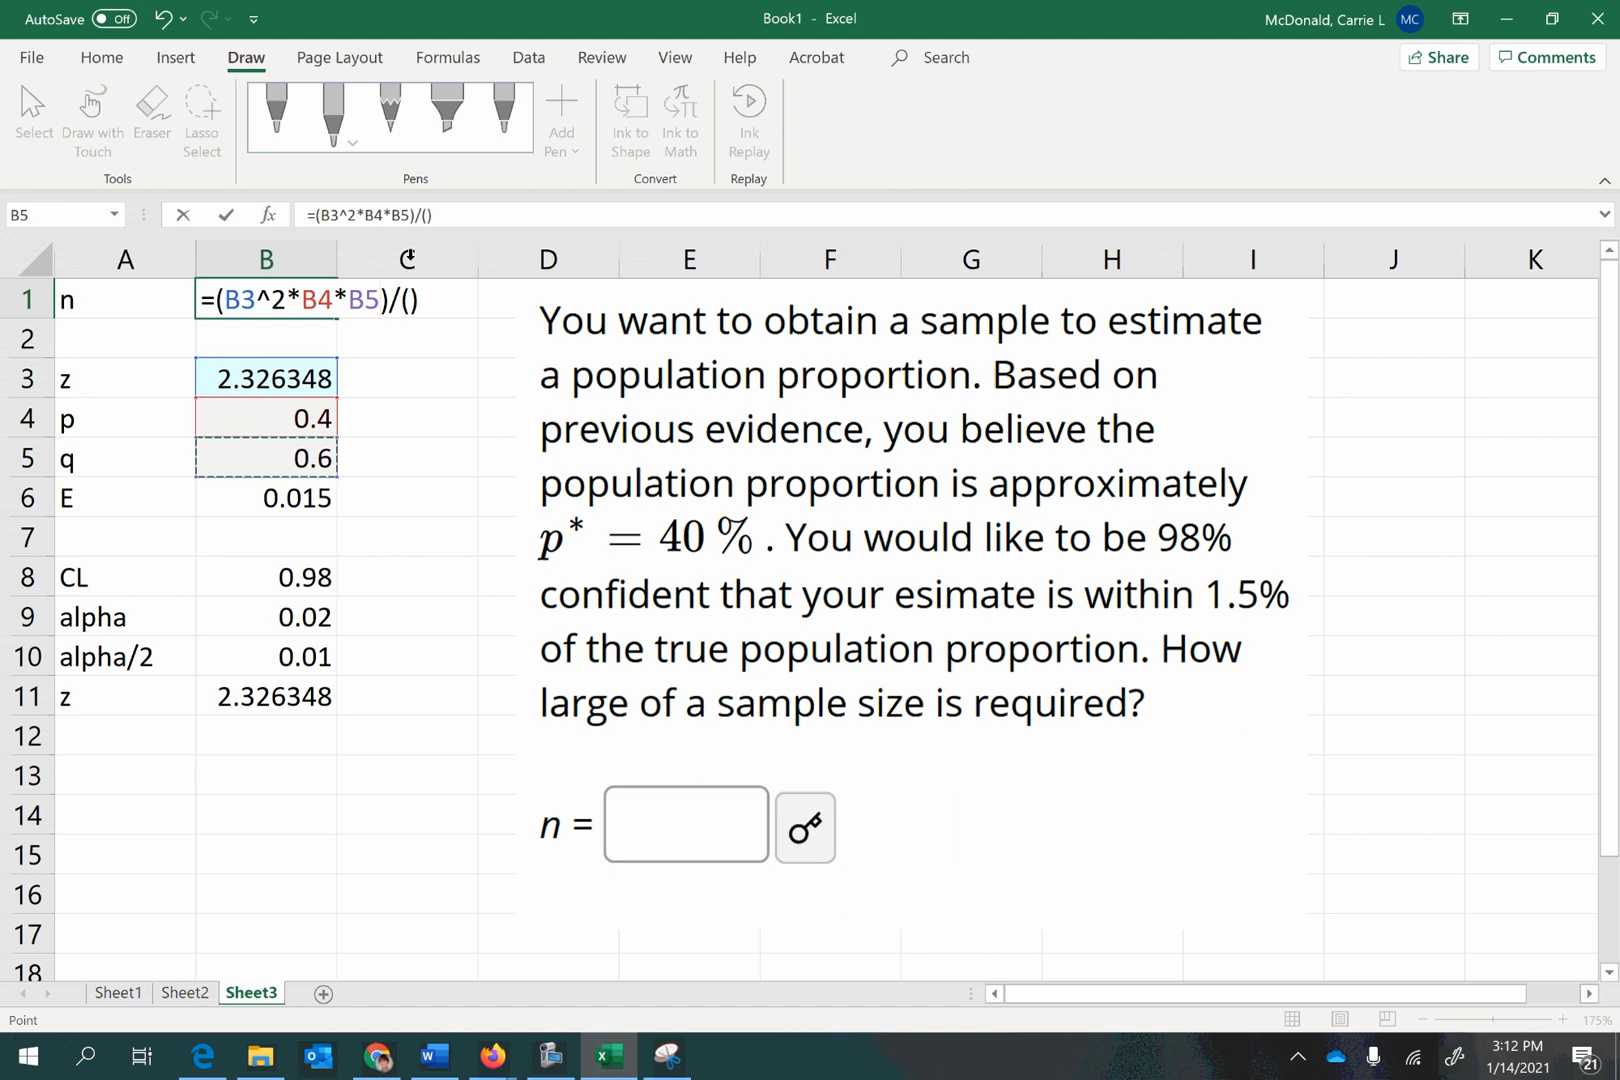 AutoSave Off
Book1 - Excel
McDonald, Carrie L MC
File Home Insert Draw Page Layout Formulas Data Review View Help Acrobat Search Share Comments
Select
Draw with Touch
Eraser
Lasso Select
Add Pen
Ink to Shape
Ink to Math
Ink Replay
Tools
Pens
Convert
Replay
B5 fx =(B3^2*B4*B5)/()
A B C D E F G H I J K
1 n =(B3^2*B4*B5)/()
2
3 z 2.326348
4 p 0.4
5 q 0.6
6 E 0.015
7
8 CL 0.98
9 alpha 0.02
10 alpha/2 0.01
11 z 2.326348
12
13
14
15
16
17
18
You want to obtain a sample to estimate
a population proportion. Based on
previous evidence, you believe the
population proportion is approximately
p* = 40 % . You would like to be 98%
confident that your esimate is within 1.5%
of the true population proportion. How
large of a sample size is required?
n =
Sheet1 Sheet2 Sheet3
Point
175%
3:12 PM
1/14/2021
21